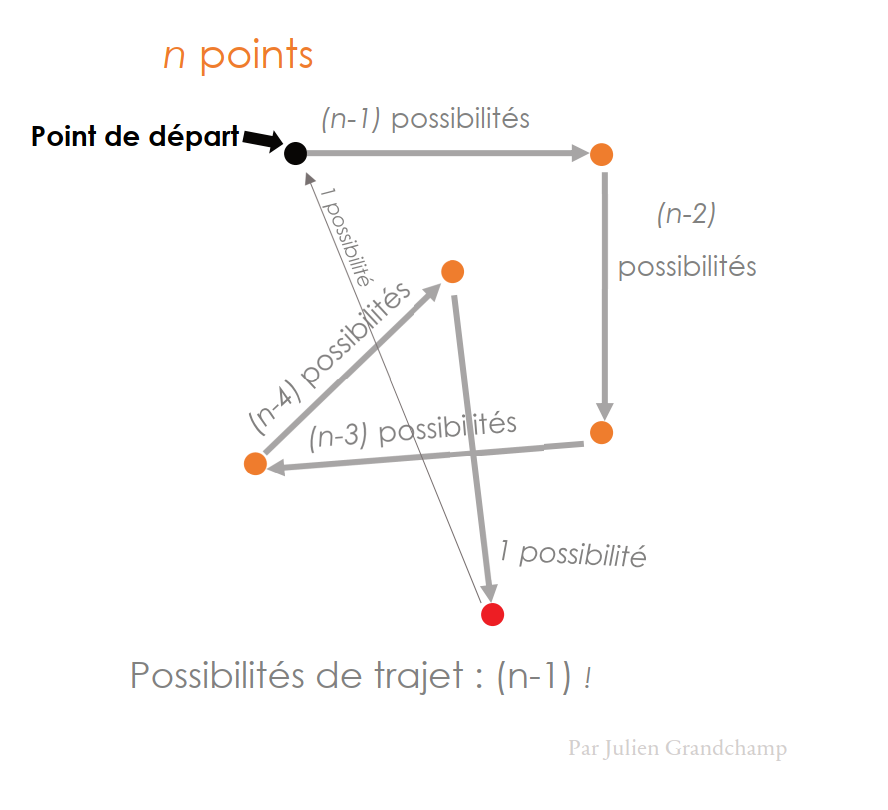 n points
Point de départ
(n-1) possibilités
1 possibilité
(n-2)
possibilités
(n-4) possibilités
(n-3) possibilités
1 possibilité
Possibilités de trajet : (n-1) !
Par Julien Grandchamp